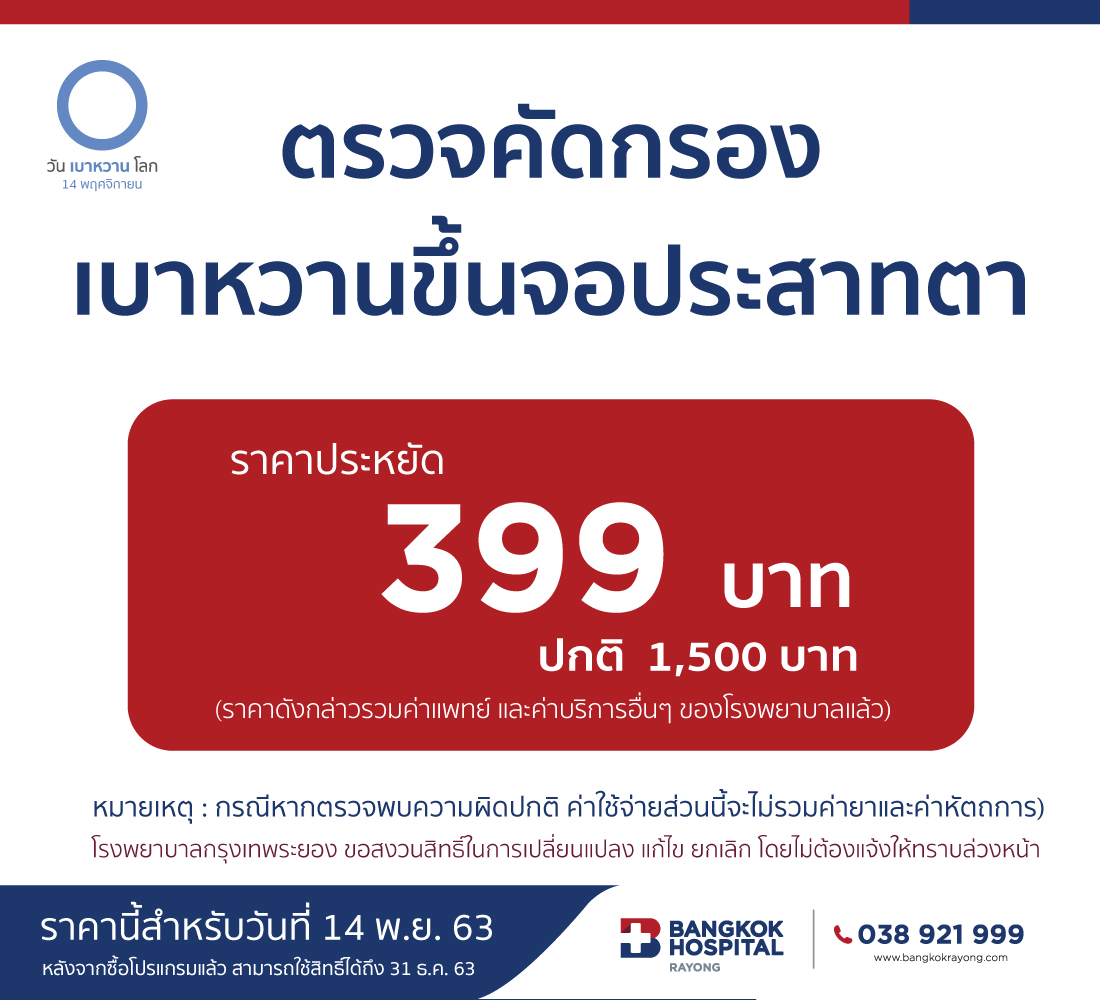 วัน เบาหวาน โลก
14 พฤศจิกายน
ตรวจคัดกรอง
เบาหวานขึ้นจอประสาทตา
ราคาประหยัด
399 บาท
ปกติ 1,500 บาท
(ราคาดังกล่าวรวมค่าแพทย์ และค่าบริการอื่นๆ ของโรงพยาบาลแล้ว)
หมายเหตุ : กรณีหากตรวจพบความผิดปกติ ค่าใช้จ่ายส่วนนี้จะไม่รวมค่ายาและค่าหัตถการ)
โรงพยาบาลกรุงเทพระยอง ขอสงวนสิทธิ์ในการเปลี่ยนแปลง แก้ไข ยกเลิก โดยไม่ต้องแจ้งให้ทราบล่วงหน้า
ราคานี้สำหรับวันที่ 14 พ.ย. 63
หลังจากซื้อโปรแกรมแล้ว สามารถใช้สิทธิ์ได้ถึง 31 ธ.ค. 63
BANGKOK
HOSPITAL
RAYONG
038 921 999
www.bangkokrayong.com